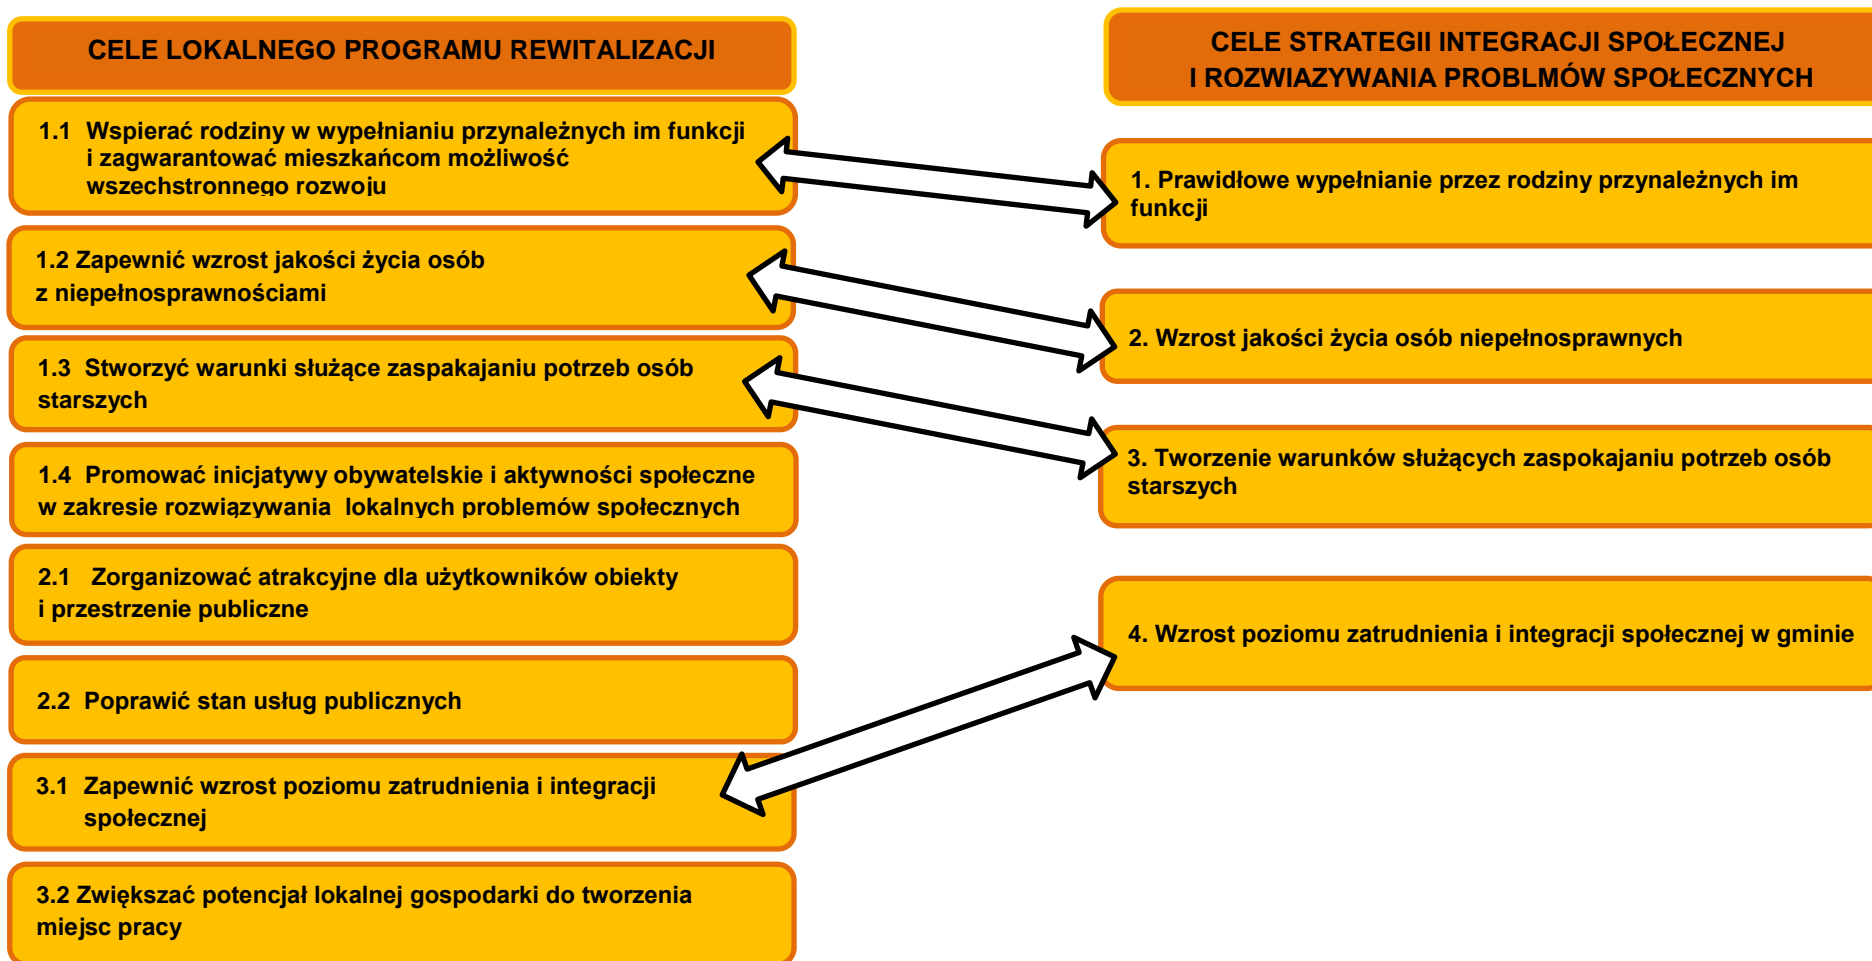 CELE LOKALNEGO PROGRAMU REWITALIZACJI
1.1 Wspierać rodziny w wypełnianiu przynależnych im funkcji
i zagwarantować mieszkańcom możliwość
wszechstronnego rozwoju
1.2 Zapewnić wzrost jakości życia osób
z niepełnosprawnościami
1.3 Stworzyć warunki służące zaspakajaniu potrzeb osób
starszych
1.4 Promować inicjatywy obywatelskie i aktywności społeczne
w zakresie rozwiązywania lokalnych problemów społecznych
2.1 Zorganizować atrakcyjne dla użytkowników obiekty
i przestrzenie publiczne
2.2 Poprawić stan usług publicznych
3.1 Zapewnić wzrost poziomu zatrudnienia i integracji
społecznej
3.2 Zwiększać potencjał lokalnej gospodarki do tworzenia
miejsc pracy
CELE STRATEGII INTEGRACJI SPOŁECZNEJ
I ROZWIAZYWANIA PROBLMÓW SPOŁECZNYCH
1. Prawidłowe wypełnianie przez rodziny przynależnych im
funkcji
2. Wzrost jakości życia osób niepełnosprawnych
3. Tworzenie warunków służących zaspokajaniu potrzeb osób
starszych
4. Wzrost poziomu zatrudnienia i integracji społecznej w gminie